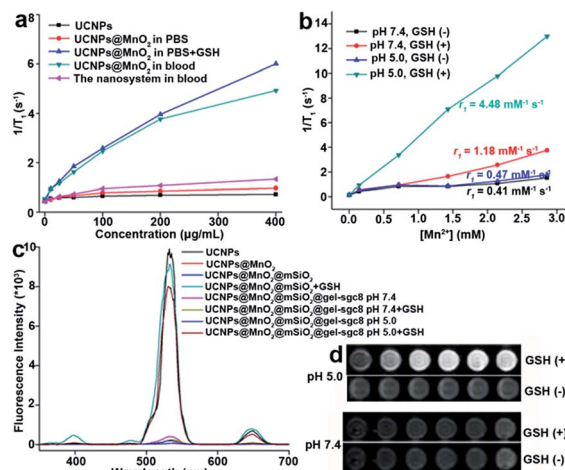 a
UCNPs
UCNPs@MnO₂ in PBS
UCNPs@MnO₂ in PBS+GSH
UCNPs@MnO₂ in blood
The nanosystem in blood
1/T₁ (s⁻¹)
8
6
4
2
0
0 100 200 300 400
Concentration (µg/mL)
b
pH 7.4, GSH (-)
pH 7.4, GSH (+)
pH 5.0, GSH (-)
pH 5.0, GSH (+)
1/T₁ (s⁻¹)
14
12
10
8
6
4
2
0
r₁ = 4.48 mM⁻¹ s⁻¹
r₁ = 1.18 mM⁻¹ s⁻¹
r₁ = 0.47 mM⁻¹ s⁻¹
r₁ = 0.41 mM⁻¹ s⁻¹
0.0 0.5 1.0 1.5 2.0 2.5 3.0
[Mn²⁺] (mM)
c
UCNPs
UCNPs@MnO₂
UCNPs@MnO₂@mSiO₂
UCNPs@MnO₂@mSiO₂+GSH
UCNPs@MnO₂@mSiO₂@gel-sgc8 pH 7.4
UCNPs@MnO₂@mSiO₂@gel-sgc8 pH 7.4+GSH
UCNPs@MnO₂@mSiO₂@gel-sgc8 pH 5.0
UCNPs@MnO₂@mSiO₂@gel-sgc8 pH 5.0+GSH
Fluorescence Intensity (*10³)
10
8
6
4
2
0
400 500 600 700
d
pH 5.0
GSH (+
GSH (-)
pH 7.4
GSH (+)
GSH (-)